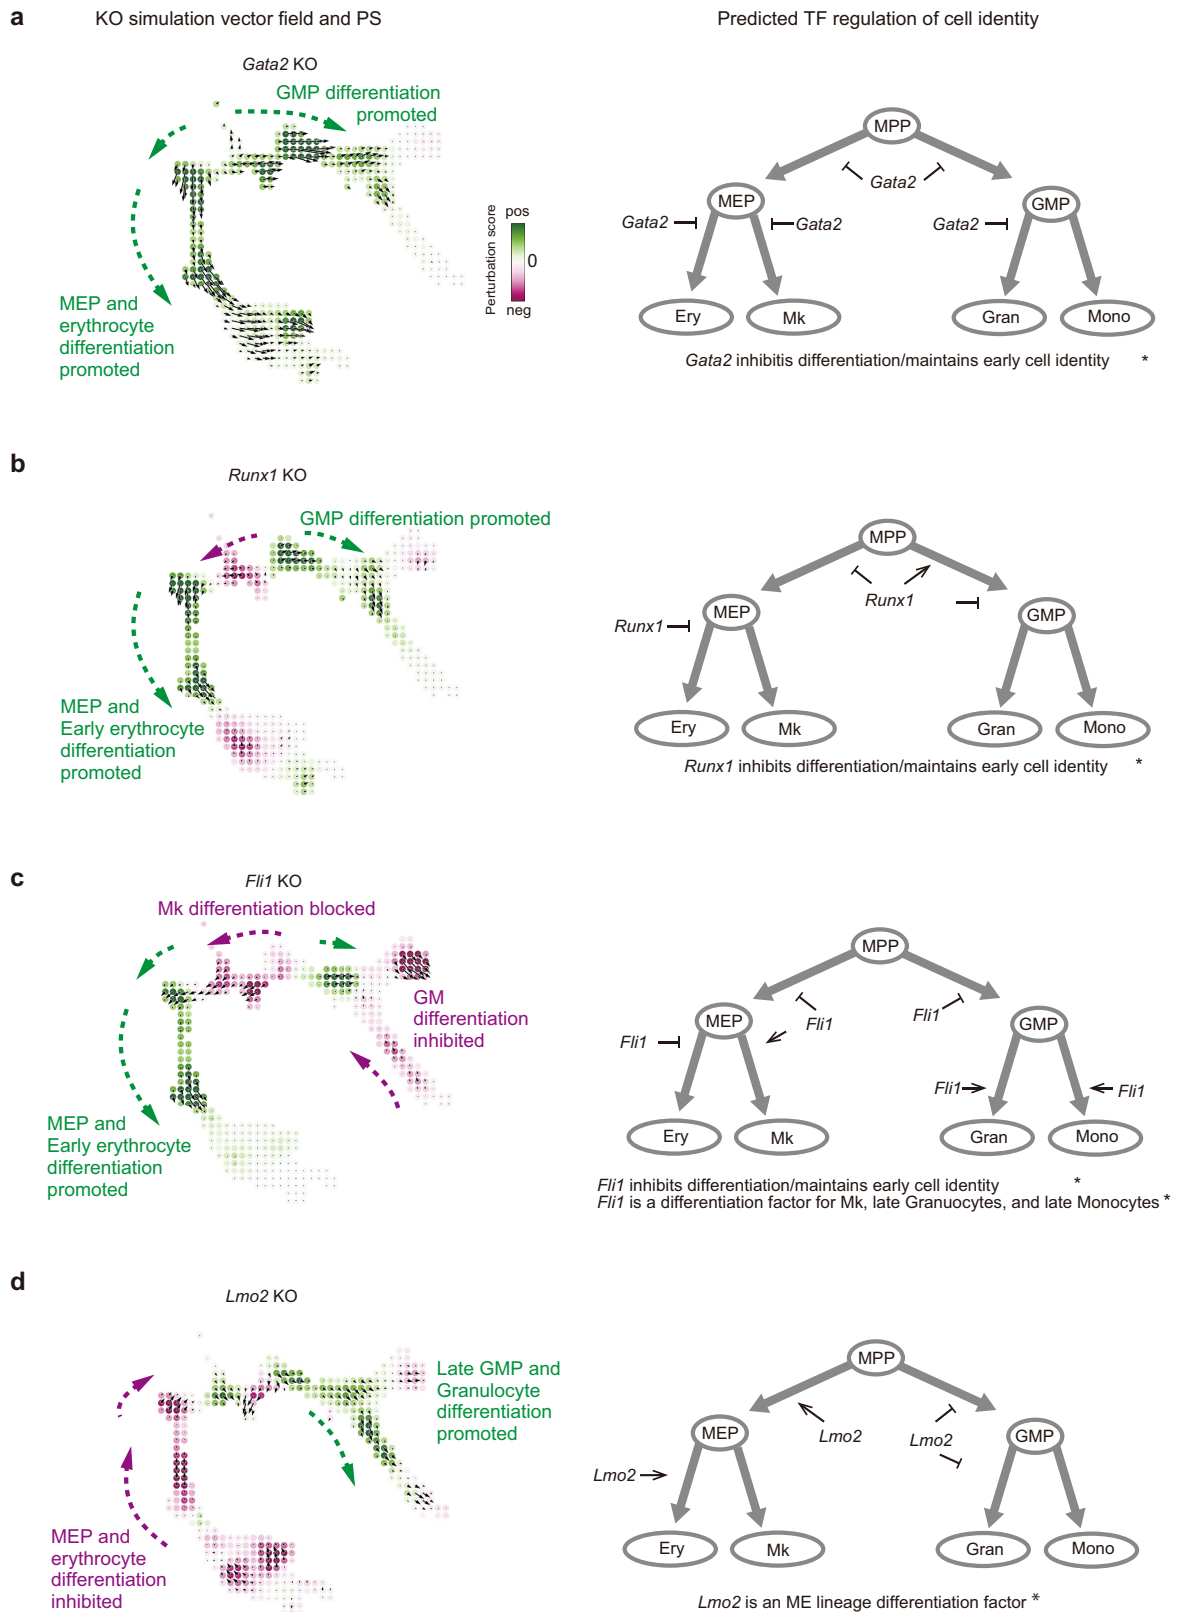 a
KO simulation vector field and PS
Predicted TF regulation of cell identity
Gata2 KO
GMP differentiation
promoted
MEP and
erythrocyte
differentiation
promoted
Perturbation score
pos
0
neg
MPP
Gata2
MEP
GMP
Gata2
Gata2
Gata2
Ery
Mk
Gran
Mono
Gata2 inhibitis differentiation/maintains early cell identity *
b
Runx1 KO
GMP differentiation promoted
MEP and
Early erythrocyte
differentiation
promoted
MPP
Runx1
MEP
GMP
Runx1
Ery
Mk
Gran
Mono
Runx1 inhibits differentiation/maintains early cell identity *
c
Fli1 KO
Mk differentiation blocked
GM
differentiation
inhibited
MEP and
Early erythrocyte
differentiation
promoted
MPP
Fli1
Fli1
MEP
GMP
Fli1
Fli1
Fli1
Ery
Mk
Gran
Mono
Fli1 inhibits differentiation/maintains early cell identity *
Fli1 is a differentiation factor for Mk, late Granuocytes, and late Monocytes *
d
Lmo2 KO
Late GMP and
Granulocyte
differentiation
promoted
MEP and
erythrocyte
differentiation
inhibited
MPP
Lmo2
Lmo2
MEP
GMP
Lmo2
Ery
Mk
Gran
Mono
Lmo2 is an ME lineage differentiation factor *